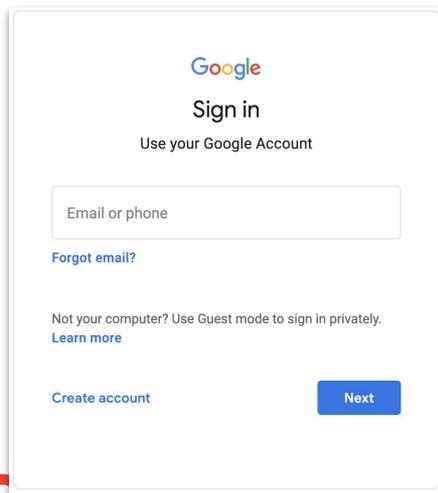 Google
Sign in
Use your Google Account
Email or phone
Forgot email?
Not your computer? Use Guest mode to sign in privately.
Learn more
Create account
Next